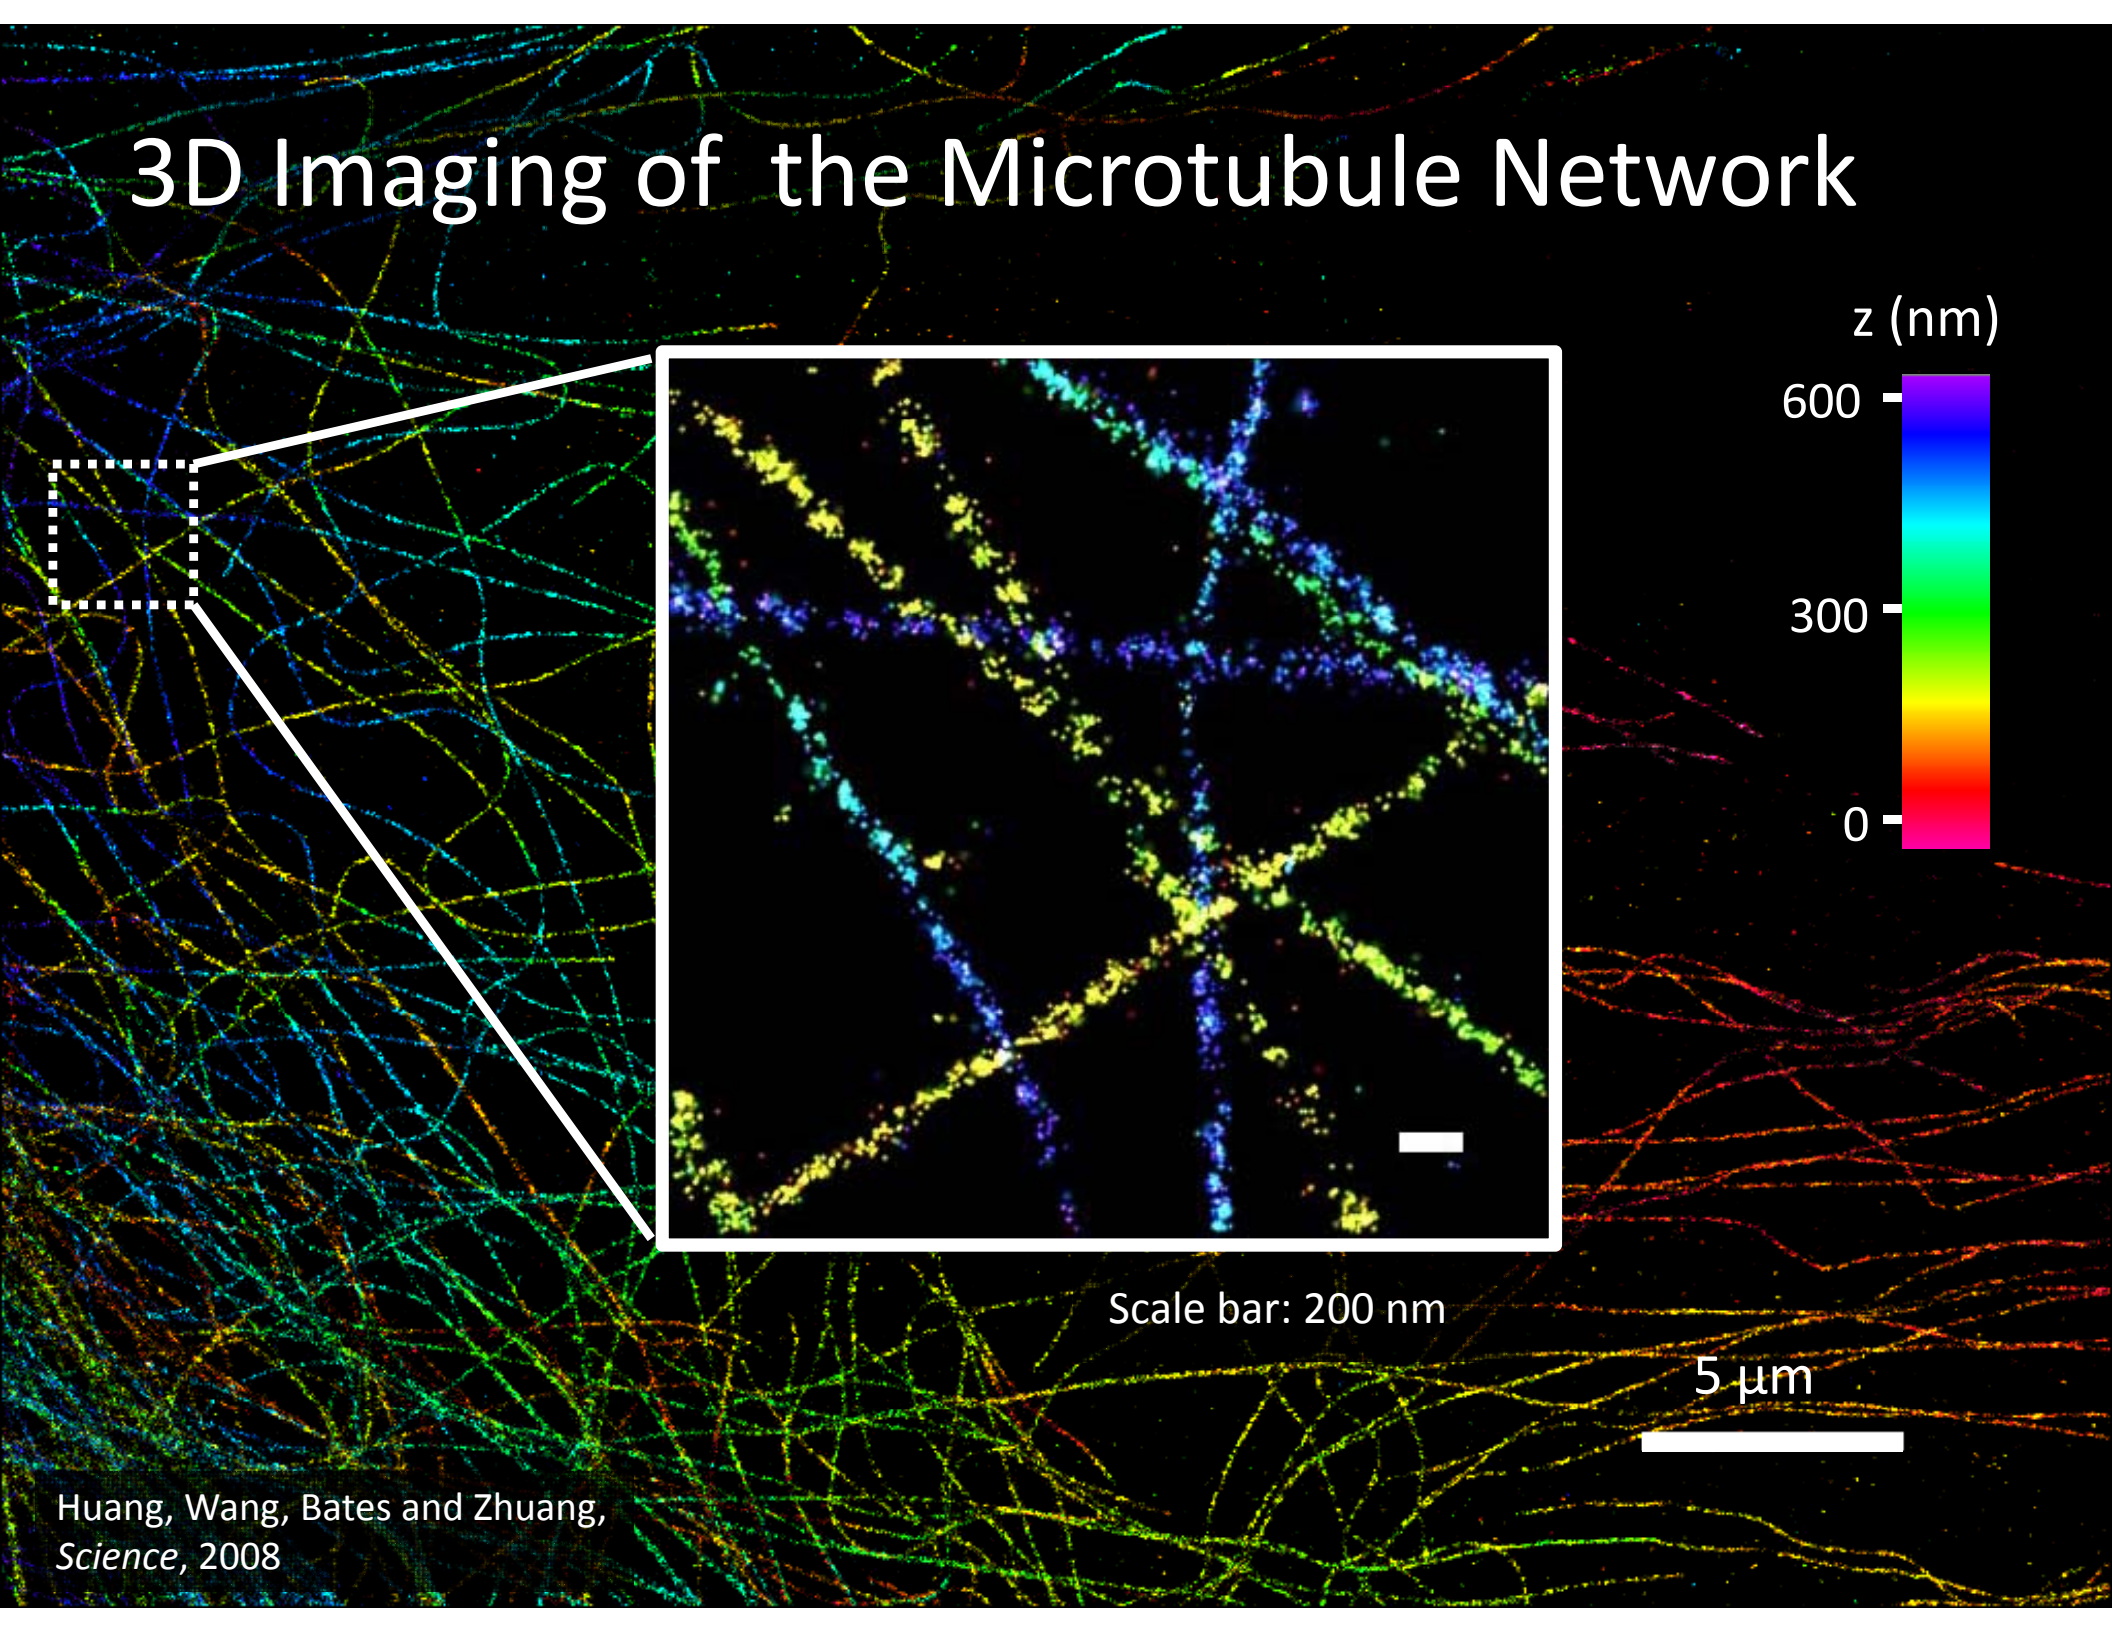 3D Imaging of the Microtubule Network
z (nm)
600
300
0
Scale bar: 200 nm
5 μm
Huang, Wang, Bates and Zhuang,
Science, 2008